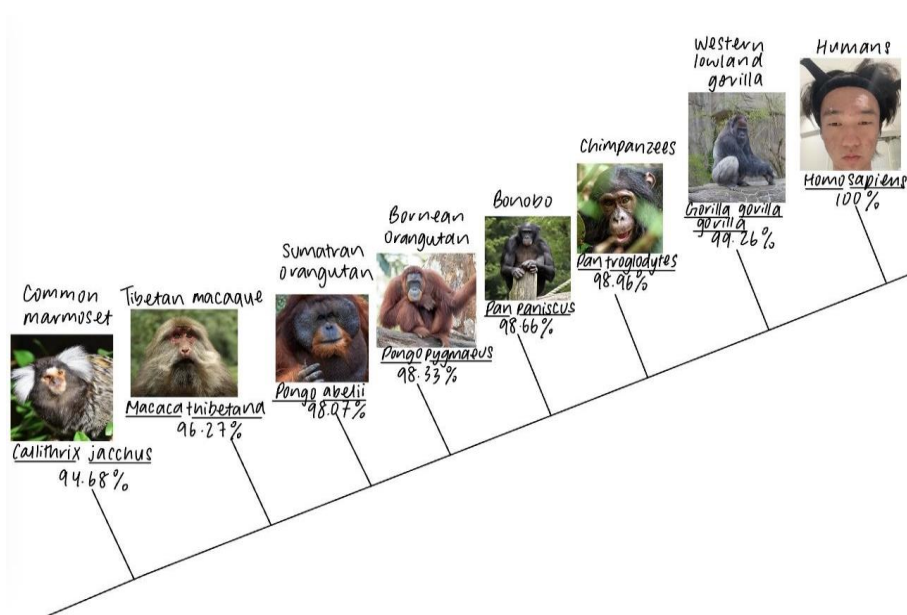 Common
marmoset
Callithrix jacchus
94.68%
Tibetan macaque
Macaca thibetana
96.27%
Sumatran
orangutan
Pongo abelii
98.07%
Bornean
Orangutan
Pongo pygmaeus
98.33%
Bonobo
Pan Paniscus
98.66%
Chimpanzees
Pan troglodytes
98.96%
Western
lowland
gorilla
Gorilla gorilla
gorilla
99.26%
Humans
Homo sapiens
100%